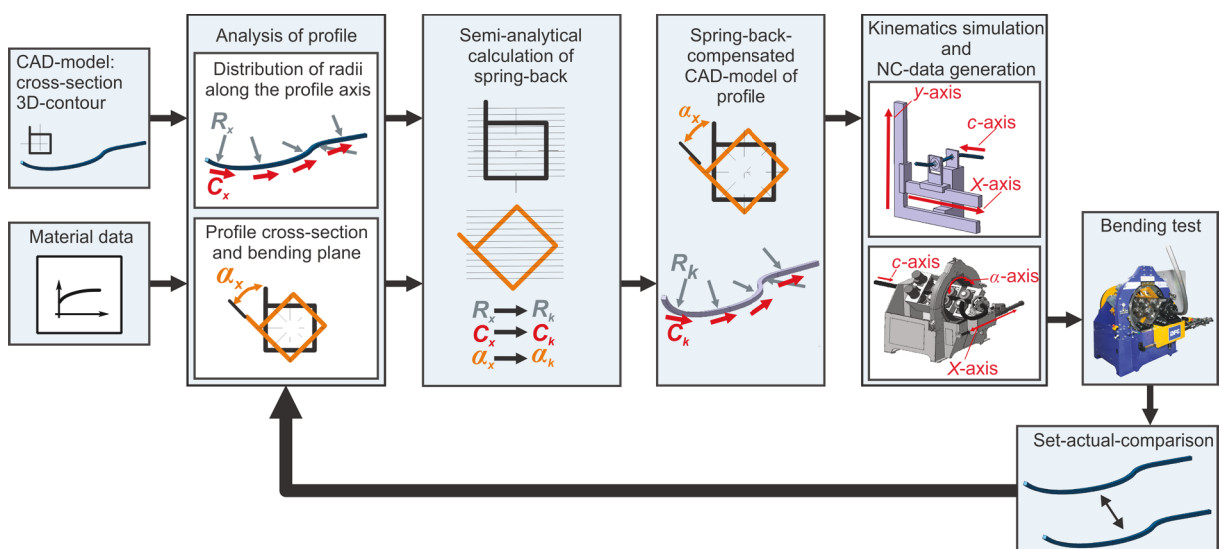 CAD-model:
cross-section
3D-contour
Material data
Analysis of profile
Distribution of radii
along the profile axis
Rx
Cx
Profile cross-section
and bending plane
αx
Semi-analytical
calculation of
spring-back
Rx Rk
Cx Ck
αx αk
Spring-back-
compensated
CAD-model of
profile
αx
Rk
Ck
Kinematics simulation
and
NC-data generation
y-axis
c-axis
X-axis
c-axis
α-axis
X-axis
Bending test
Set-actual-comparison